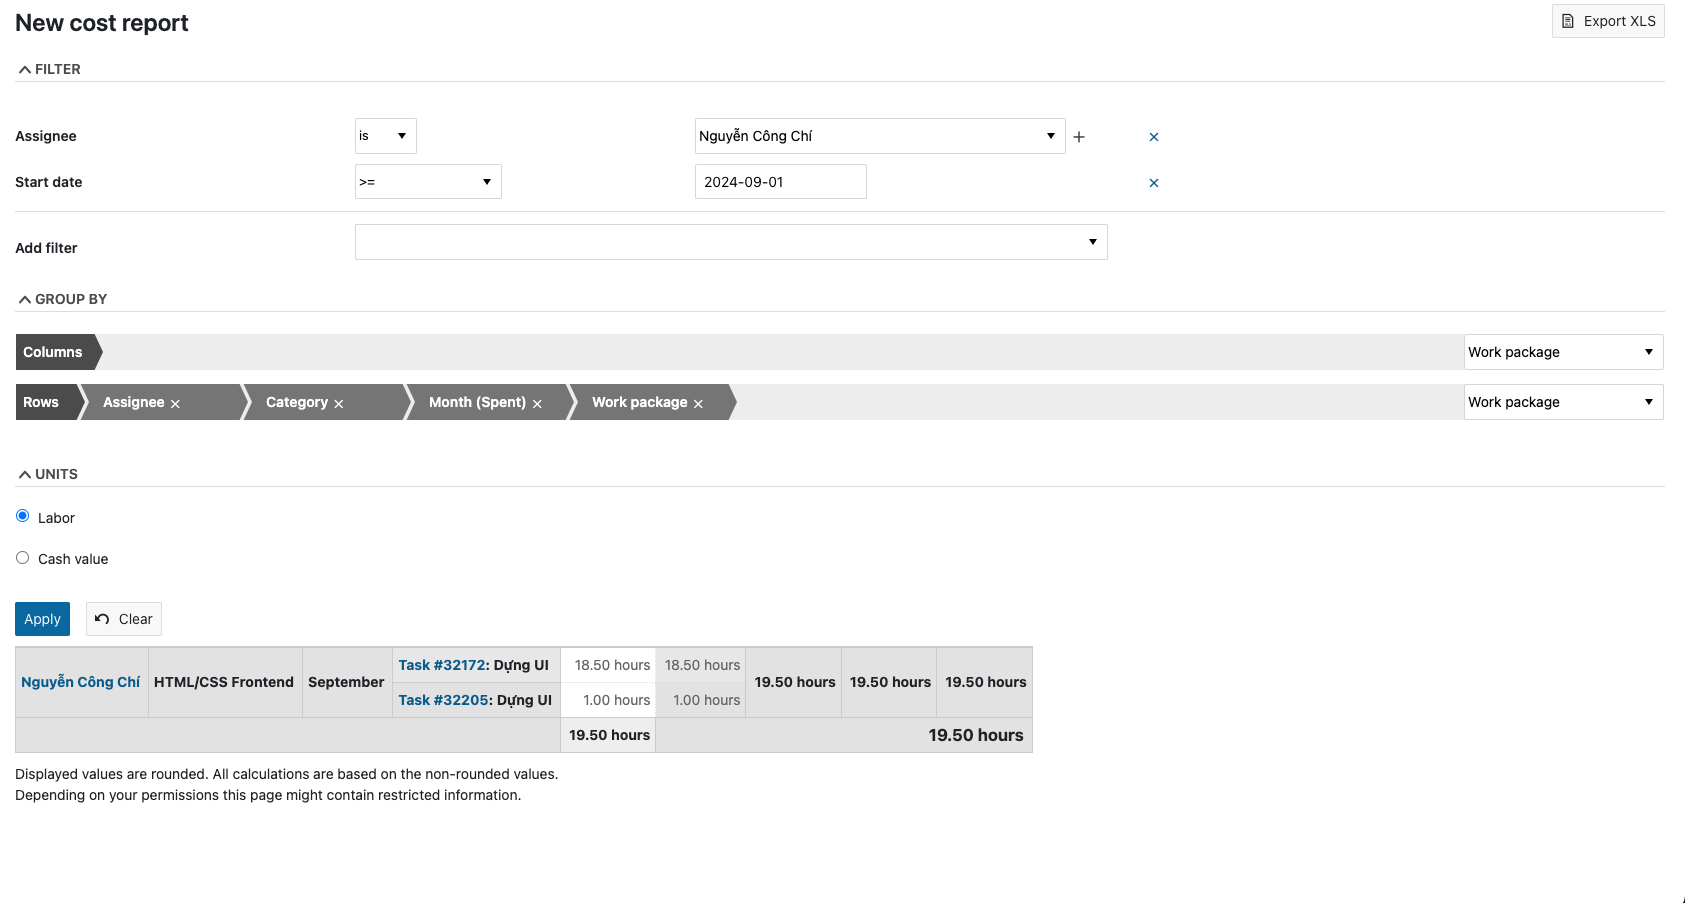 New cost report
Export XLS
FILTER
Assignee is Nguyễn Công Chí
Start date >= 2024-09-01
Add filter
GROUP BY
Columns Work package
Rows Assignee Category Month (Spent) Work package Work package
UNITS
Labor
Cash value
Apply Clear
Nguyễn Công Chí HTML/CSS Frontend September Task #32172: Dựng UI 18.50 hours 18.50 hours 19.50 hours 19.50 hours 19.50 hours
Task #32205: Dựng UI 1.00 hours 1.00 hours
19.50 hours 19.50 hours
Displayed values are rounded. All calculations are based on the non-rounded values.
Depending on your permissions this page might contain restricted information.